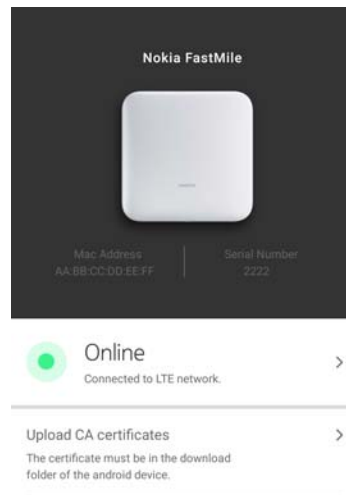 Nokia FastMile
NOKIA
Mac Address
AA:BB:CC:DD:EE:FF
Serial Number
2222
Online
Connected to LTE network.
Upload CA certificates
The certificate must be in the download
folder of the android device.